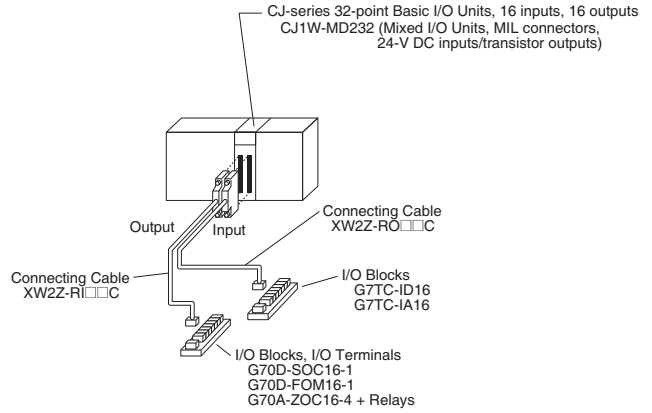 CJ-series 32-point Basic I/O Units, 16 inputs, 16 outputs
CJ1W-MD232 (Mixed I/O Units, MIL connectors,
24-V DC inputs/transistor outputs)
Output
Input
Connecting Cable
XW2Z-RO□□C
Connecting Cable
XW2Z-RI□□C
I/O Blocks
G7TC-ID16
G7TC-IA16
I/O Blocks, I/O Terminals
G70D-SOC16-1
G70D-FOM16-1
G70A-ZOC16-4 + Relays